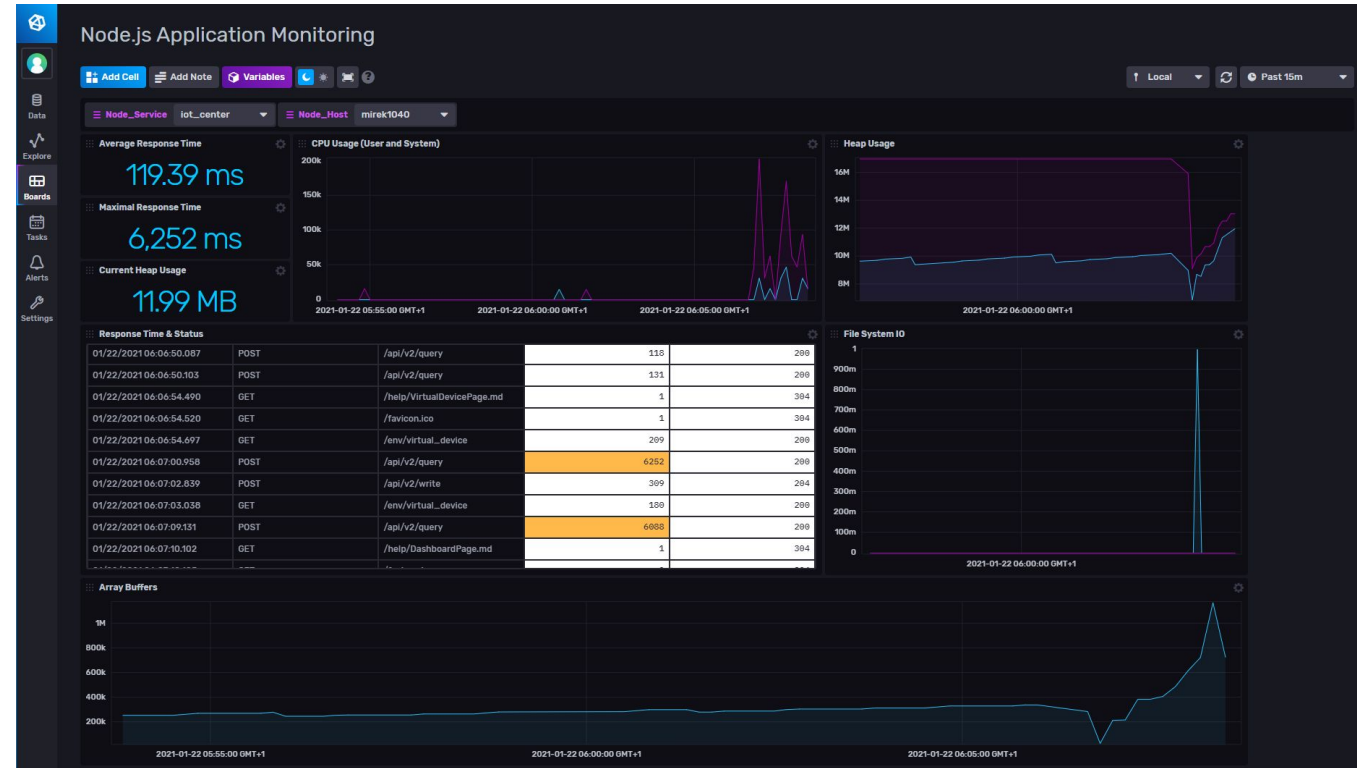 Node.js Application Monitoring
Add Cell Add Note Variables Local Past 15m
Data
Explore
Boards
Tasks
Alerts
Settings
Node_Service iot_center Node_Host mirek1040
Average Response Time
119.39 ms
Maximal Response Time
6,252 ms
Current Heap Usage
11.99 MB
CPU Usage (User and System)
200k
150k
100k
50k
0
2021-01-22 05:55:00 GMT+1 2021-01-22 06:00:00 GMT+1 2021-01-22 06:05:00 GMT+1
Heap Usage
16M
14M
12M
10M
8M
2021-01-22 06:00:00 GMT+1
Response Time & Status
01/22/2021 06:06:50.087 POST /api/v2/query 118 200
01/22/2021 06:06:50.103 POST /api/v2/query 131 200
01/22/2021 06:06:54.490 GET /help/VirtualDevicePage.md 1 304
01/22/2021 06:06:54.520 GET /favicon.ico 1 304
01/22/2021 06:06:54.697 GET /env/virtual_device 209 200
01/22/2021 06:07:00.958 POST /api/v2/query 6252 200
01/22/2021 06:07:02.839 POST /api/v2/write 309 204
01/22/2021 06:07:03.038 GET /env/virtual_device 180 200
01/22/2021 06:07:09.131 POST /api/v2/query 6088 200
01/22/2021 06:07:10.102 GET /help/DashboardPage.md 1 304
File System IO
1
900m
800m
700m
600m
500m
400m
300m
200m
100m
0
2021-01-22 06:00:00 GMT+1
Array Buffers
1M
800k
600k
400k
200k
2021-01-22 05:55:00 GMT+1 2021-01-22 06:00:00 GMT+1 2021-01-22 06:05:00 GMT+1